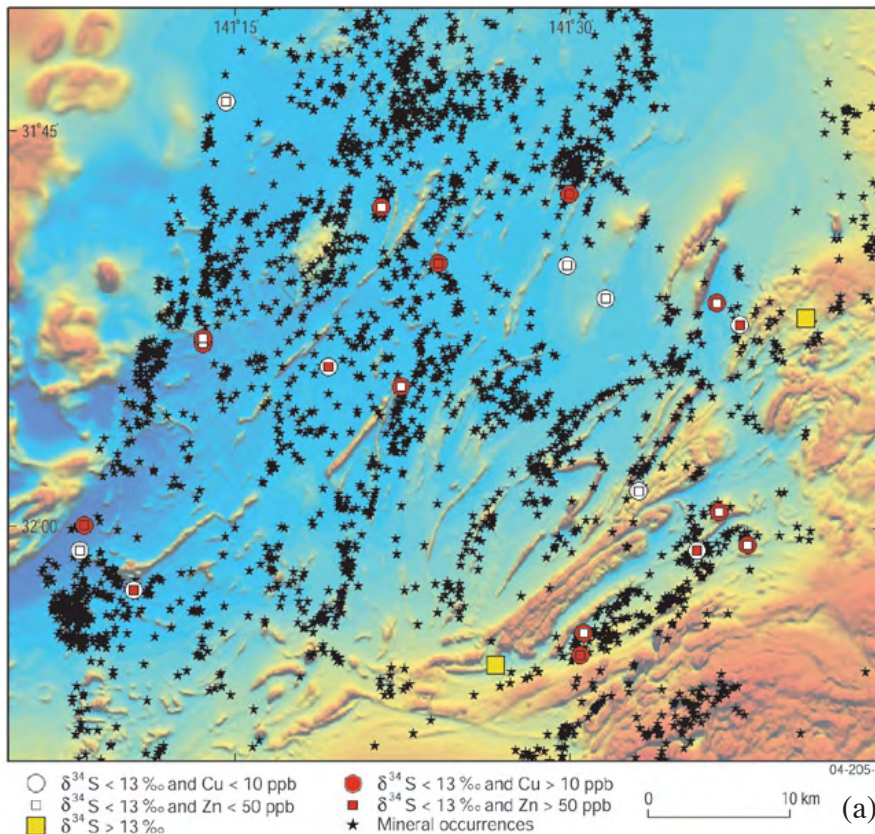 141°15' 141°30'
31°45'
32°00'
04-205-
δ³⁴S < 13 ‰ and Cu < 10 ppb
δ³⁴S < 13 ‰ and Zn < 50 ppb
δ³⁴S > 13 ‰
δ³⁴S < 13 ‰ and Cu > 10 ppb
δ³⁴S < 13 ‰ and Zn > 50 ppb
Mineral occurrences
0 10 km
(a)